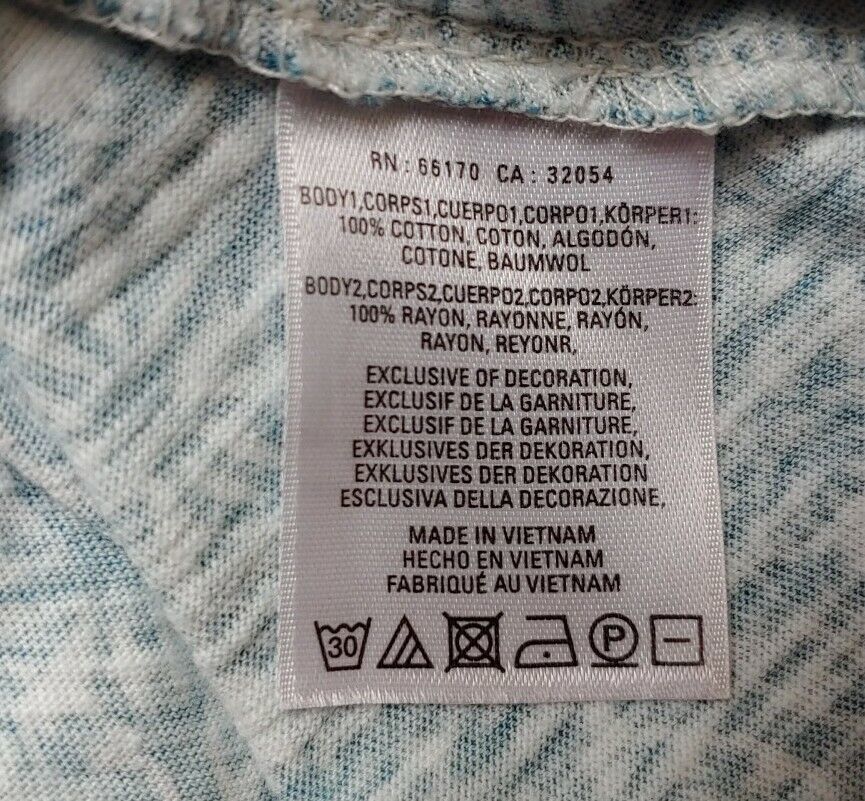 RN : 66170 CA : 32054
BODY1,CORPS1,CUERPO1,CORPO1,KÖRPER1:
100% COTTON, COTON, ALGODÓN,
COTONE, BAUMWOL
BODY2,CORPS2,CUERPO2,CORPO2,KÖRPER2:
100% RAYON, RAYONNE, RAYÓN,
RAYON, REYONR,
EXCLUSIVE OF DECORATION,
EXCLUSIF DE LA GARNITURE,
EXCLUSIF DE LA GARNITURE,
EXKLUSIVES DER DEKORATION,
EXKLUSIVES DER DEKORATION
ESCLUSIVA DELLA DECORAZIONE,
MADE IN VIETNAM
HECHO EN VIETNAM
FABRIQUÉ AU VIETNAM
30 P